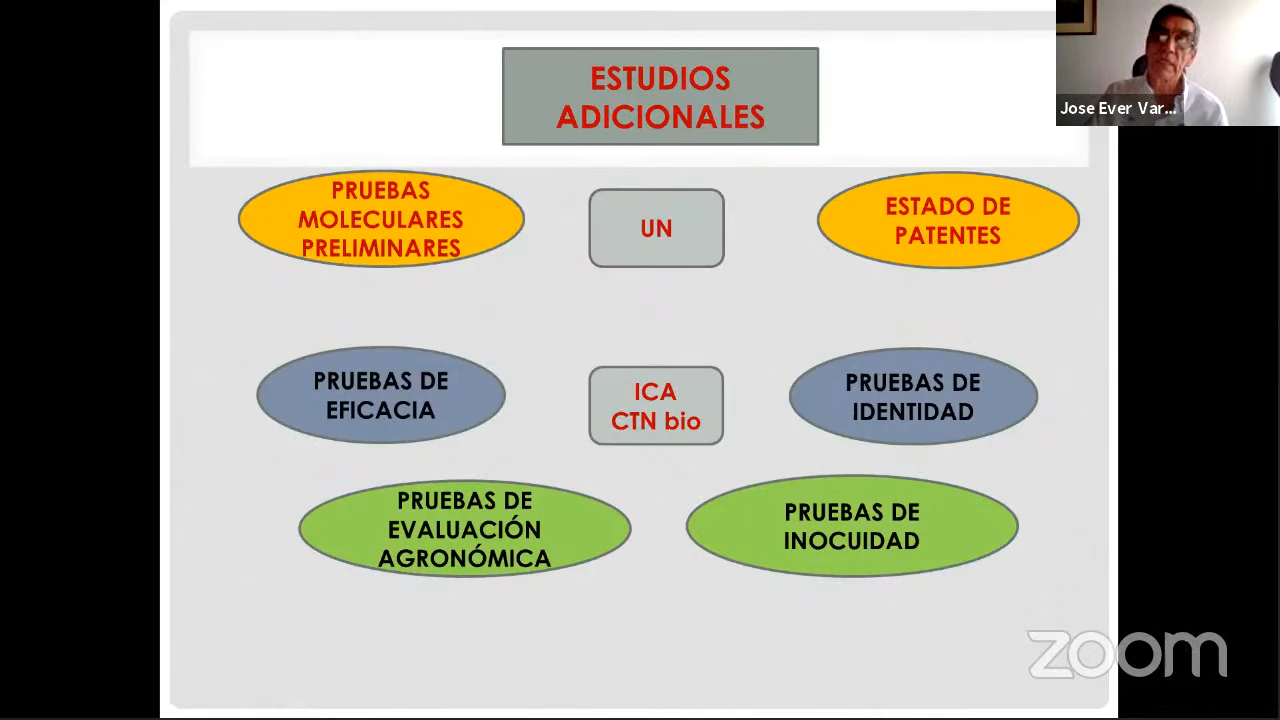 ESTUDIOS
ADICIONALES
Jose Ever Var...
PRUEBAS
MOLECULARES
PRELIMINARES
UN
ESTADO DE
PATENTES
PRUEBAS DE
EFICACIA
ICA
CTN bio
PRUEBAS DE
IDENTIDAD
PRUEBAS DE
EVALUACIÓN
AGRONÓMICA
PRUEBAS DE
INOCUIDAD
zoom